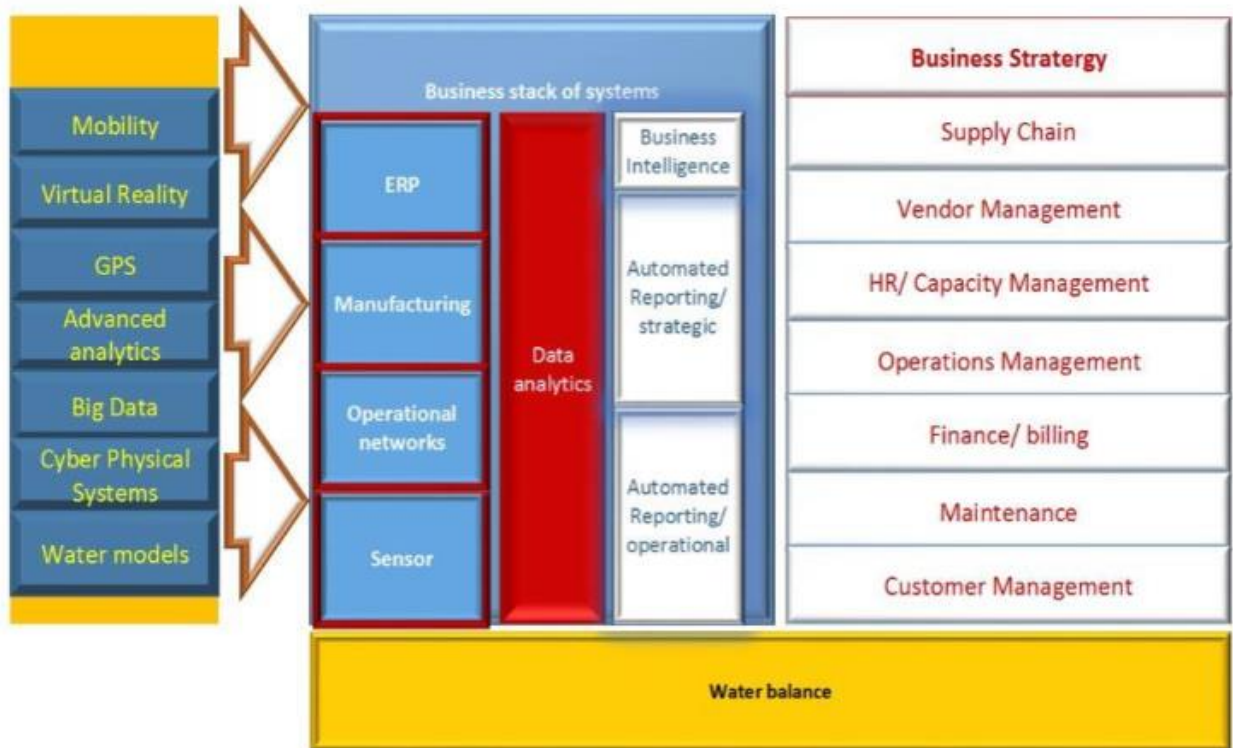 Mobility
Virtual Reality
GPS
Advanced
analytics
Big Data
Cyber Physical
Systems
Water models
Business stack of systems
ERP
Manufacturing
Operational
networks
Sensor
Data
analytics
Business
Intelligence
Automated
Reporting/
strategic
Automated
Reporting/
operational
Business Stratergy
Supply Chain
Vendor Management
HR/ Capacity Management
Operations Management
Finance/ billing
Maintenance
Customer Management
Water balance